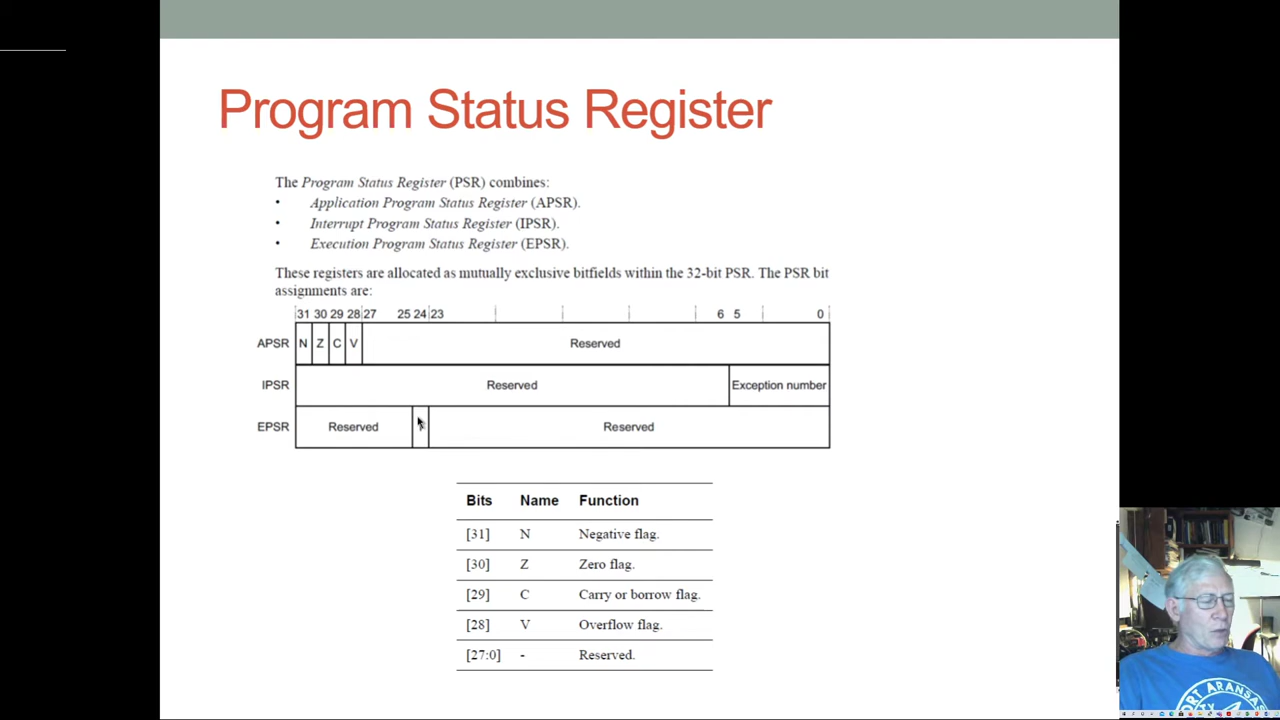 Program Status Register
The Program Status Register (PSR) combines:
• Application Program Status Register (APSR).
• Interrupt Program Status Register (IPSR).
• Execution Program Status Register (EPSR).
These registers are allocated as mutually exclusive bitfields within the 32-bit PSR. The PSR bit
assignments are:
31 30 29 28 27 25 24 23 6 5 0
APSR N Z C V Reserved
IPSR Reserved Exception number
EPSR Reserved Reserved
Bits Name Function
[31] N Negative flag.
[30] Z Zero flag.
[29] C Carry or borrow flag.
[28] V Overflow flag.
[27:0] - Reserved.
ORT ARANSAS